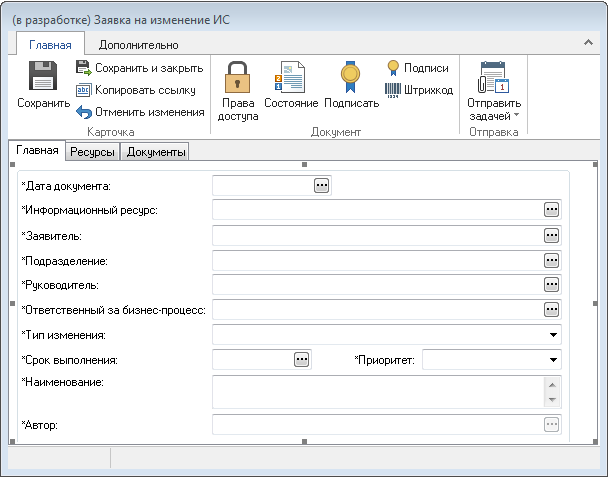 (в разработке) Заявка на изменение ИС
Главная Дополнительно
Сохранить
Сохранить и закрыть
Копировать ссылку
Отменить изменения
Карточка
Права доступа
Состояние
Подписать
Подписи
Штрихкод
Документ
Отправить задачей
Отправка
Главная Ресурсы Документы
*Дата документа:
*Информационный ресурс:
*Заявитель:
*Подразделение:
*Руководитель:
*Ответственный за бизнес-процесс:
*Тип изменения:
*Срок выполнения: *Приоритет:
*Наименование:
*Автор: